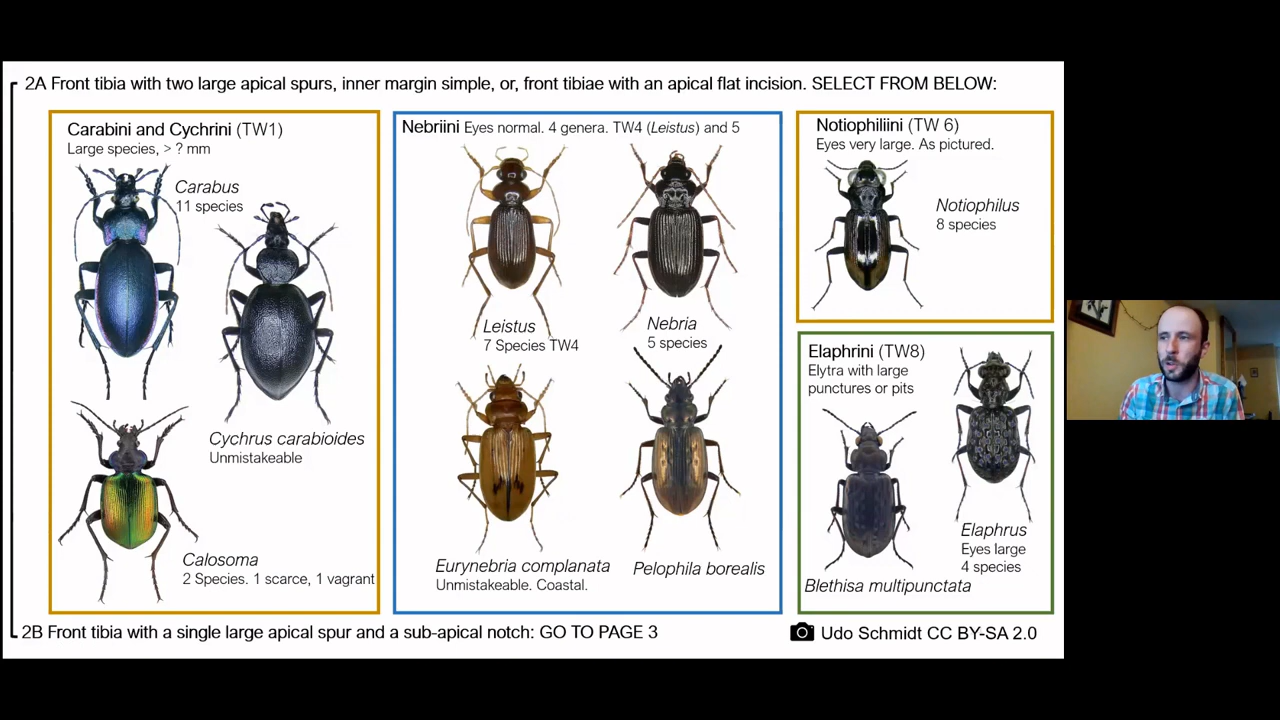 2A Front tibia with two large apical spurs, inner margin simple, or, front tibiae with an apical flat incision. SELECT FROM BELOW:
Carabini and Cychrini (TW1)
Large species, > ? mm
Carabus
11 species
Cychrus carabioides
Unmistakeable
Calosoma
2 Species. 1 scarce, 1 vagrant
Nebriini Eyes normal. 4 genera. TW4 (Leistus) and 5
Leistus
7 Species TW4
Nebria
5 species
Eurynebria complanata
Unmistakeable. Coastal.
Pelophila borealis
Notiophiliini (TW 6)
Eyes very large. As pictured.
Notiophilus
8 species
Elaphrini (TW8)
Elytra with large
punctures or pits
Elaphrus
Eyes large
4 species
Blethisa multipunctata
2B Front tibia with a single large apical spur and a sub-apical notch: GO TO PAGE 3
Udo Schmidt CC BY-SA 2.0